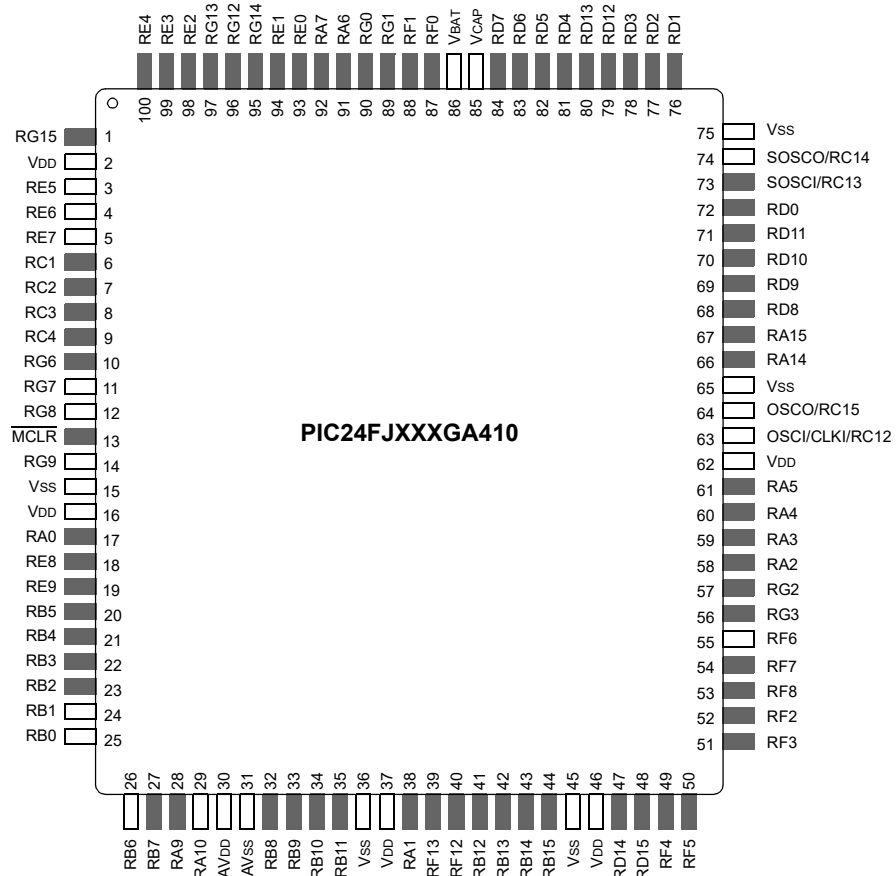 RE4 RE3 RE2 RG13 RG12 RG14 RE1 RE0 RA7 RA6 RG0 RG1 RF1 RF0 VBAT VCAP RD7 RD6 RD5 RD4 RD13 RD12 RD3 RD2 RD1
100 99 98 97 96 95 94 93 92 91 90 89 88 87 86 85 84 83 82 81 80 79 78 77 76
RG15 1
VDD 2
RE5 3
RE6 4
RE7 5
RC1 6
RC2 7
RC3 8
RC4 9
RG6 10
RG7 11
RG8 12
MCLR 13
RG9 14
VSS 15
VDD 16
RA0 17
RE8 18
RE9 19
RB5 20
RB4 21
RB3 22
RB2 23
RB1 24
RB0 25
PIC24FJXXXGA410
75 VSS
74 SOSCO/RC14
73 SOSCI/RC13
72 RD0
71 RD11
70 RD10
69 RD9
68 RD8
67 RA15
66 RA14
65 VSS
64 OSCO/RC15
63 OSCI/CLKI/RC12
62 VDD
61 RA5
60 RA4
59 RA3
58 RA2
57 RG2
56 RG3
55 RF6
54 RF7
53 RF8
52 RF2
51 RF3
26 27 28 29 30 31 32 33 34 35 36 37 38 39 40 41 42 43 44 45 46 47 48 49 50
RB6 RB7 RA9 RA10 AVDD AVSS RB8 RB9 RB10 RB11 VSS VDD RA1 RF13 RF12 RB12 RB13 RB14 RB15 VSS VDD RD14 RD15 RF4 RF5